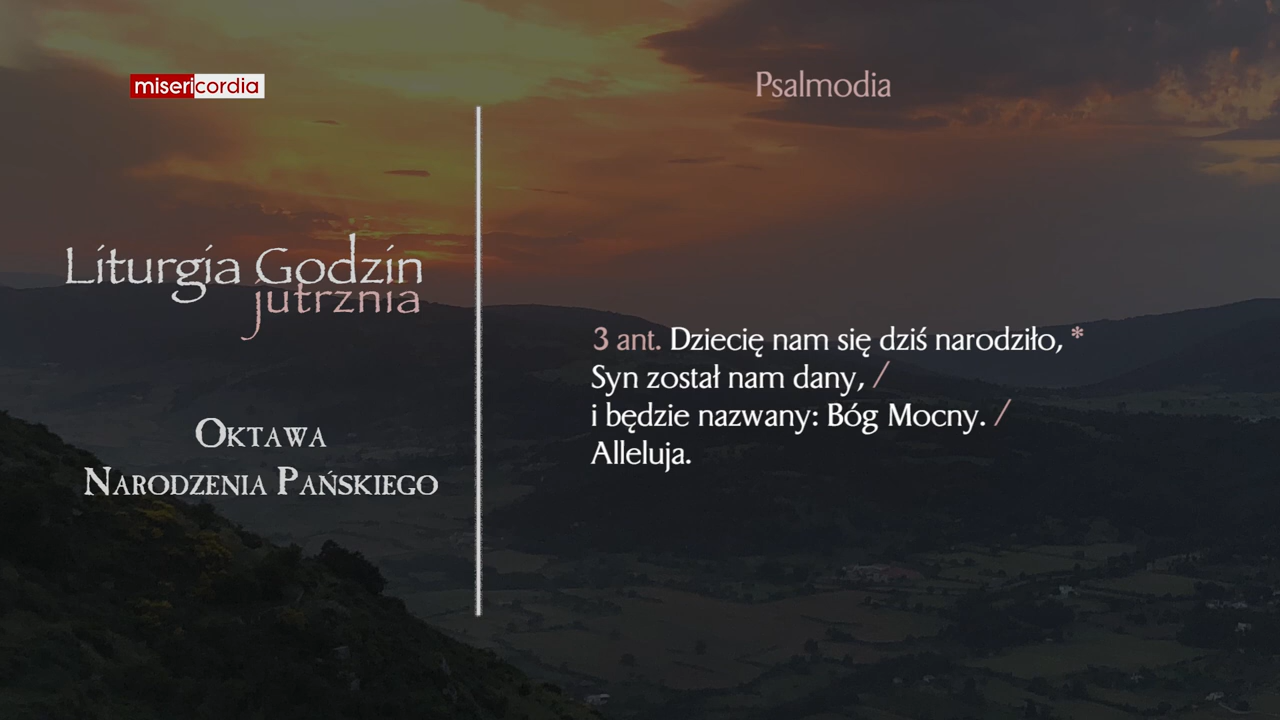 misericordia
Psalmodia
Liturgia Godzin
jutrznia
Oktawa
Narodzenia Pańskiego
3 ant. Dziecię nam się dziś narodziło, *
Syn został nam dany, /
i będzie nazwany: Bóg Mocny. /
Alleluja.